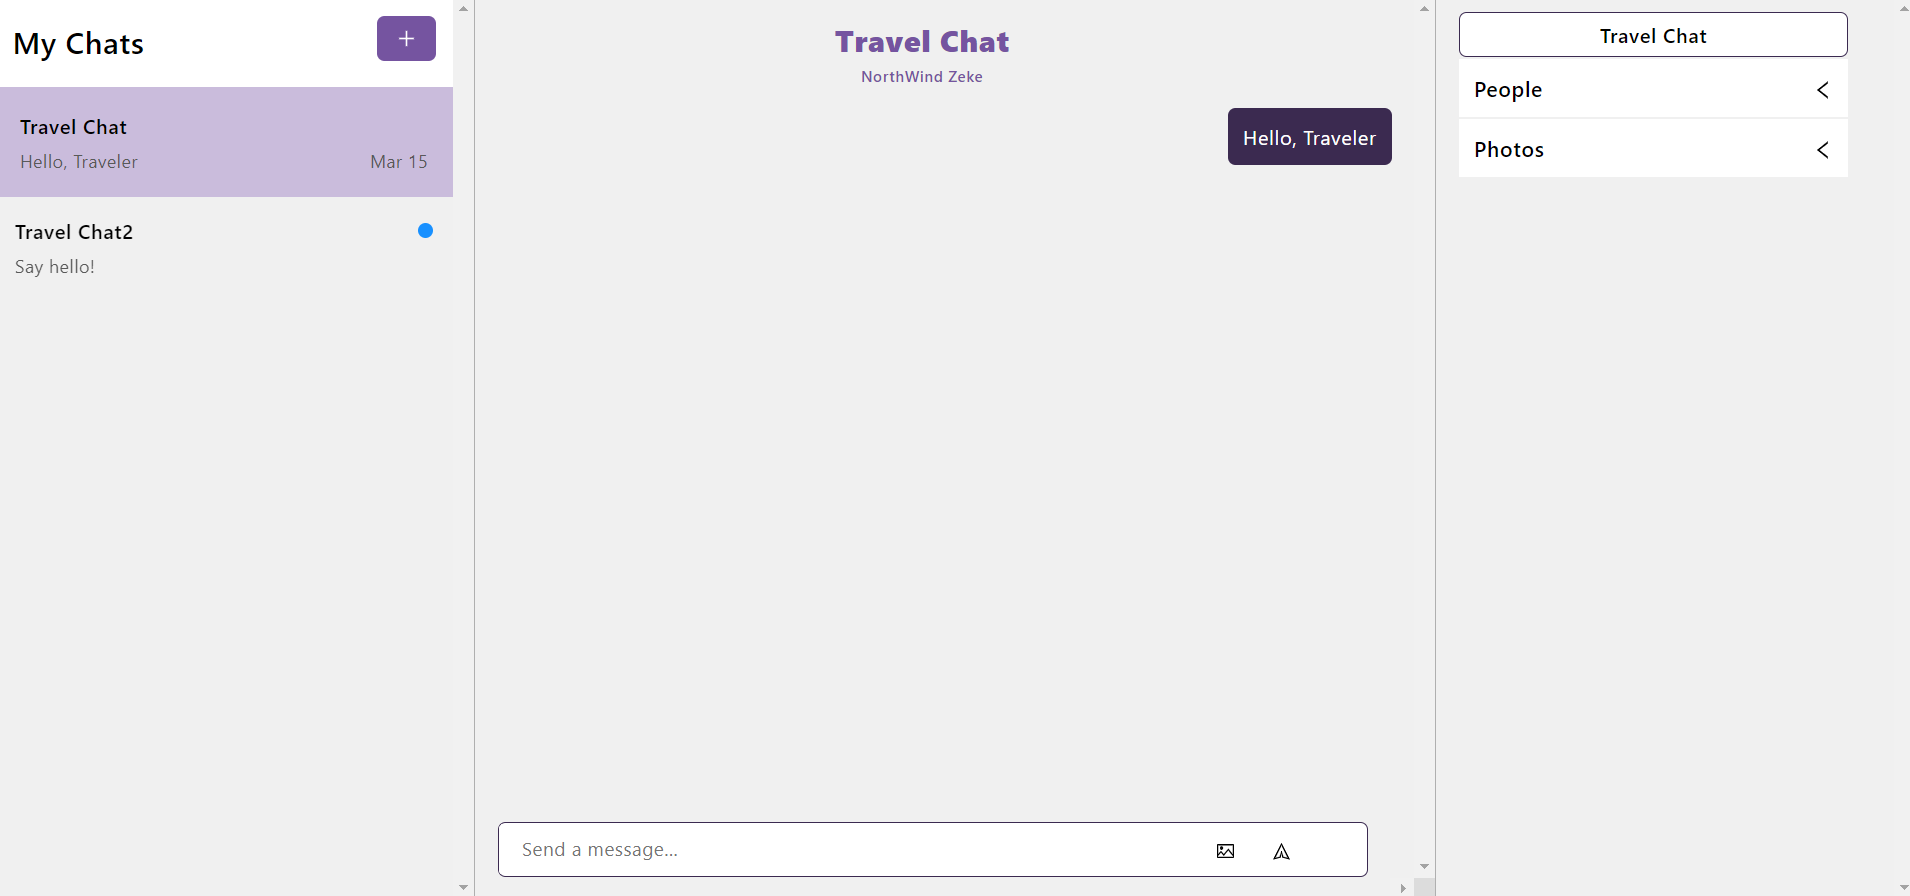 My Chats
+
Travel Chat
Hello, Traveler Mar 15
Travel Chat2
Say hello!
Travel Chat
NorthWind Zeke
Hello, Traveler
Send a message...
Travel Chat
People
Photos